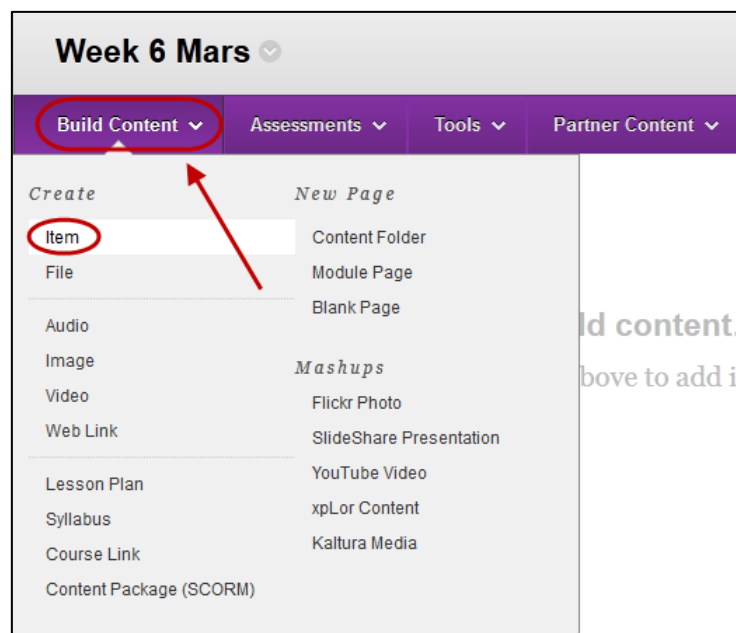 Week 6 Mars
Build Content
Assessments
Tools
Partner Content
Create
Item
File
Audio
Image
Video
Web Link
Lesson Plan
Syllabus
Course Link
Content Package (SCORM)
New Page
Content Folder
Module Page
Blank Page
Mashups
Flickr Photo
SlideShare Presentation
YouTube Video
xpLor Content
Kaltura Media
ld content.
bove to add i